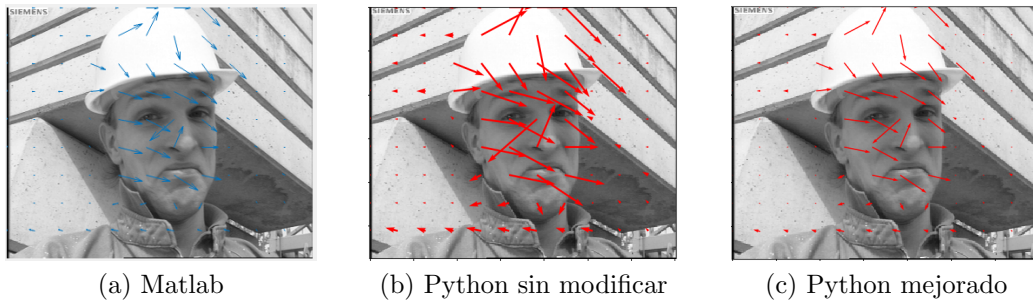 SIEMENS
SIEMENS
SIEMENS
(a) Matlab
(b) Python sin modificar
(c) Python mejorado